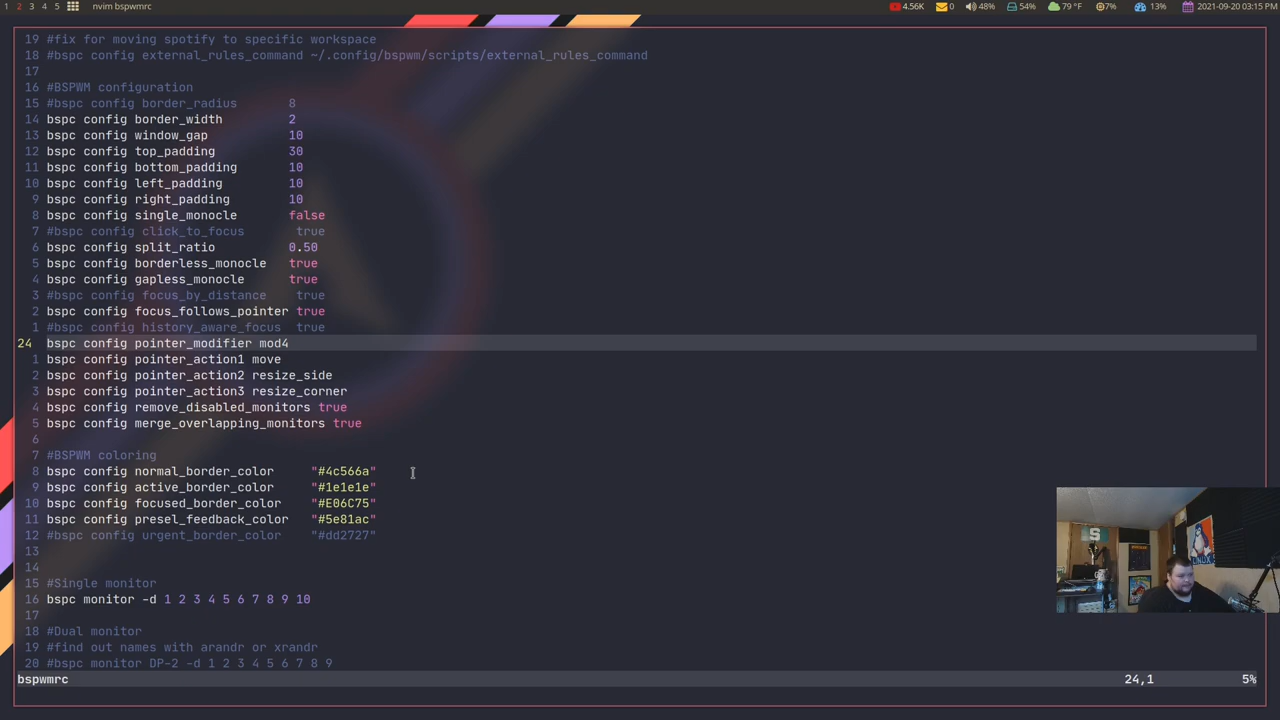 1 2 3 4 5 nvim bspwmrc 4.56K 0 48% 54% 79 °F 7% 13% 2021-09-20 03:15 PM
19 #fix for moving spotify to specific workspace
18 #bspc config external_rules_command ~/.config/bspwm/scripts/external_rules_command
17
16 #BSPWM configuration
15 #bspc config border_radius 8
14 bspc config border_width 2
13 bspc config window_gap 10
12 bspc config top_padding 30
11 bspc config bottom_padding 10
10 bspc config left_padding 10
9 bspc config right_padding 10
8 bspc config single_monocle false
7 #bspc config click_to_focus true
6 bspc config split_ratio 0.50
5 bspc config borderless_monocle true
4 bspc config gapless_monocle true
3 #bspc config focus_by_distance true
2 bspc config focus_follows_pointer true
1 #bspc config history_aware_focus true
24 bspc config pointer_modifier mod4
1 bspc config pointer_action1 move
2 bspc config pointer_action2 resize_side
3 bspc config pointer_action3 resize_corner
4 bspc config remove_disabled_monitors true
5 bspc config merge_overlapping_monitors true
6
7 #BSPWM coloring
8 bspc config normal_border_color "#4c566a"
9 bspc config active_border_color "#1e1e1e"
10 bspc config focused_border_color "#E06C75"
11 bspc config presel_feedback_color "#5e81ac"
12 #bspc config urgent_border_color "#dd2727"
13
14
15 #Single monitor
16 bspc monitor -d 1 2 3 4 5 6 7 8 9 10
17
18 #Dual monitor
19 #find out names with arandr or xrandr
20 #bspc monitor DP-2 -d 1 2 3 4 5 6 7 8 9
bspwmrc 24,1 5%